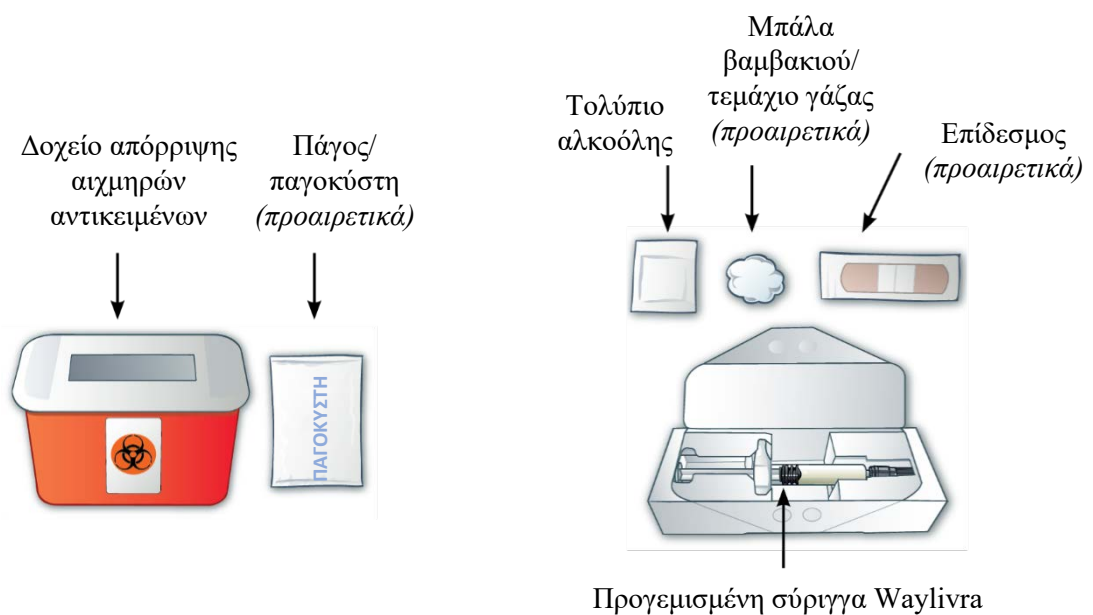 Δοχείο απόρριψης
αιχμηρών
αντικειμένων
Πάγος/
παγοκύστη
(προαιρετικά)
Τολύπιο
αλκοόλης
Μπάλα
βαμβακιού/
τεμάχιο γάζας
(προαιρετικά)
Επίδεσμος
(προαιρετικά)
ΠΑΓΟΚΥΣΤΗ
Προγεμισμένη σύριγγα Waylivra